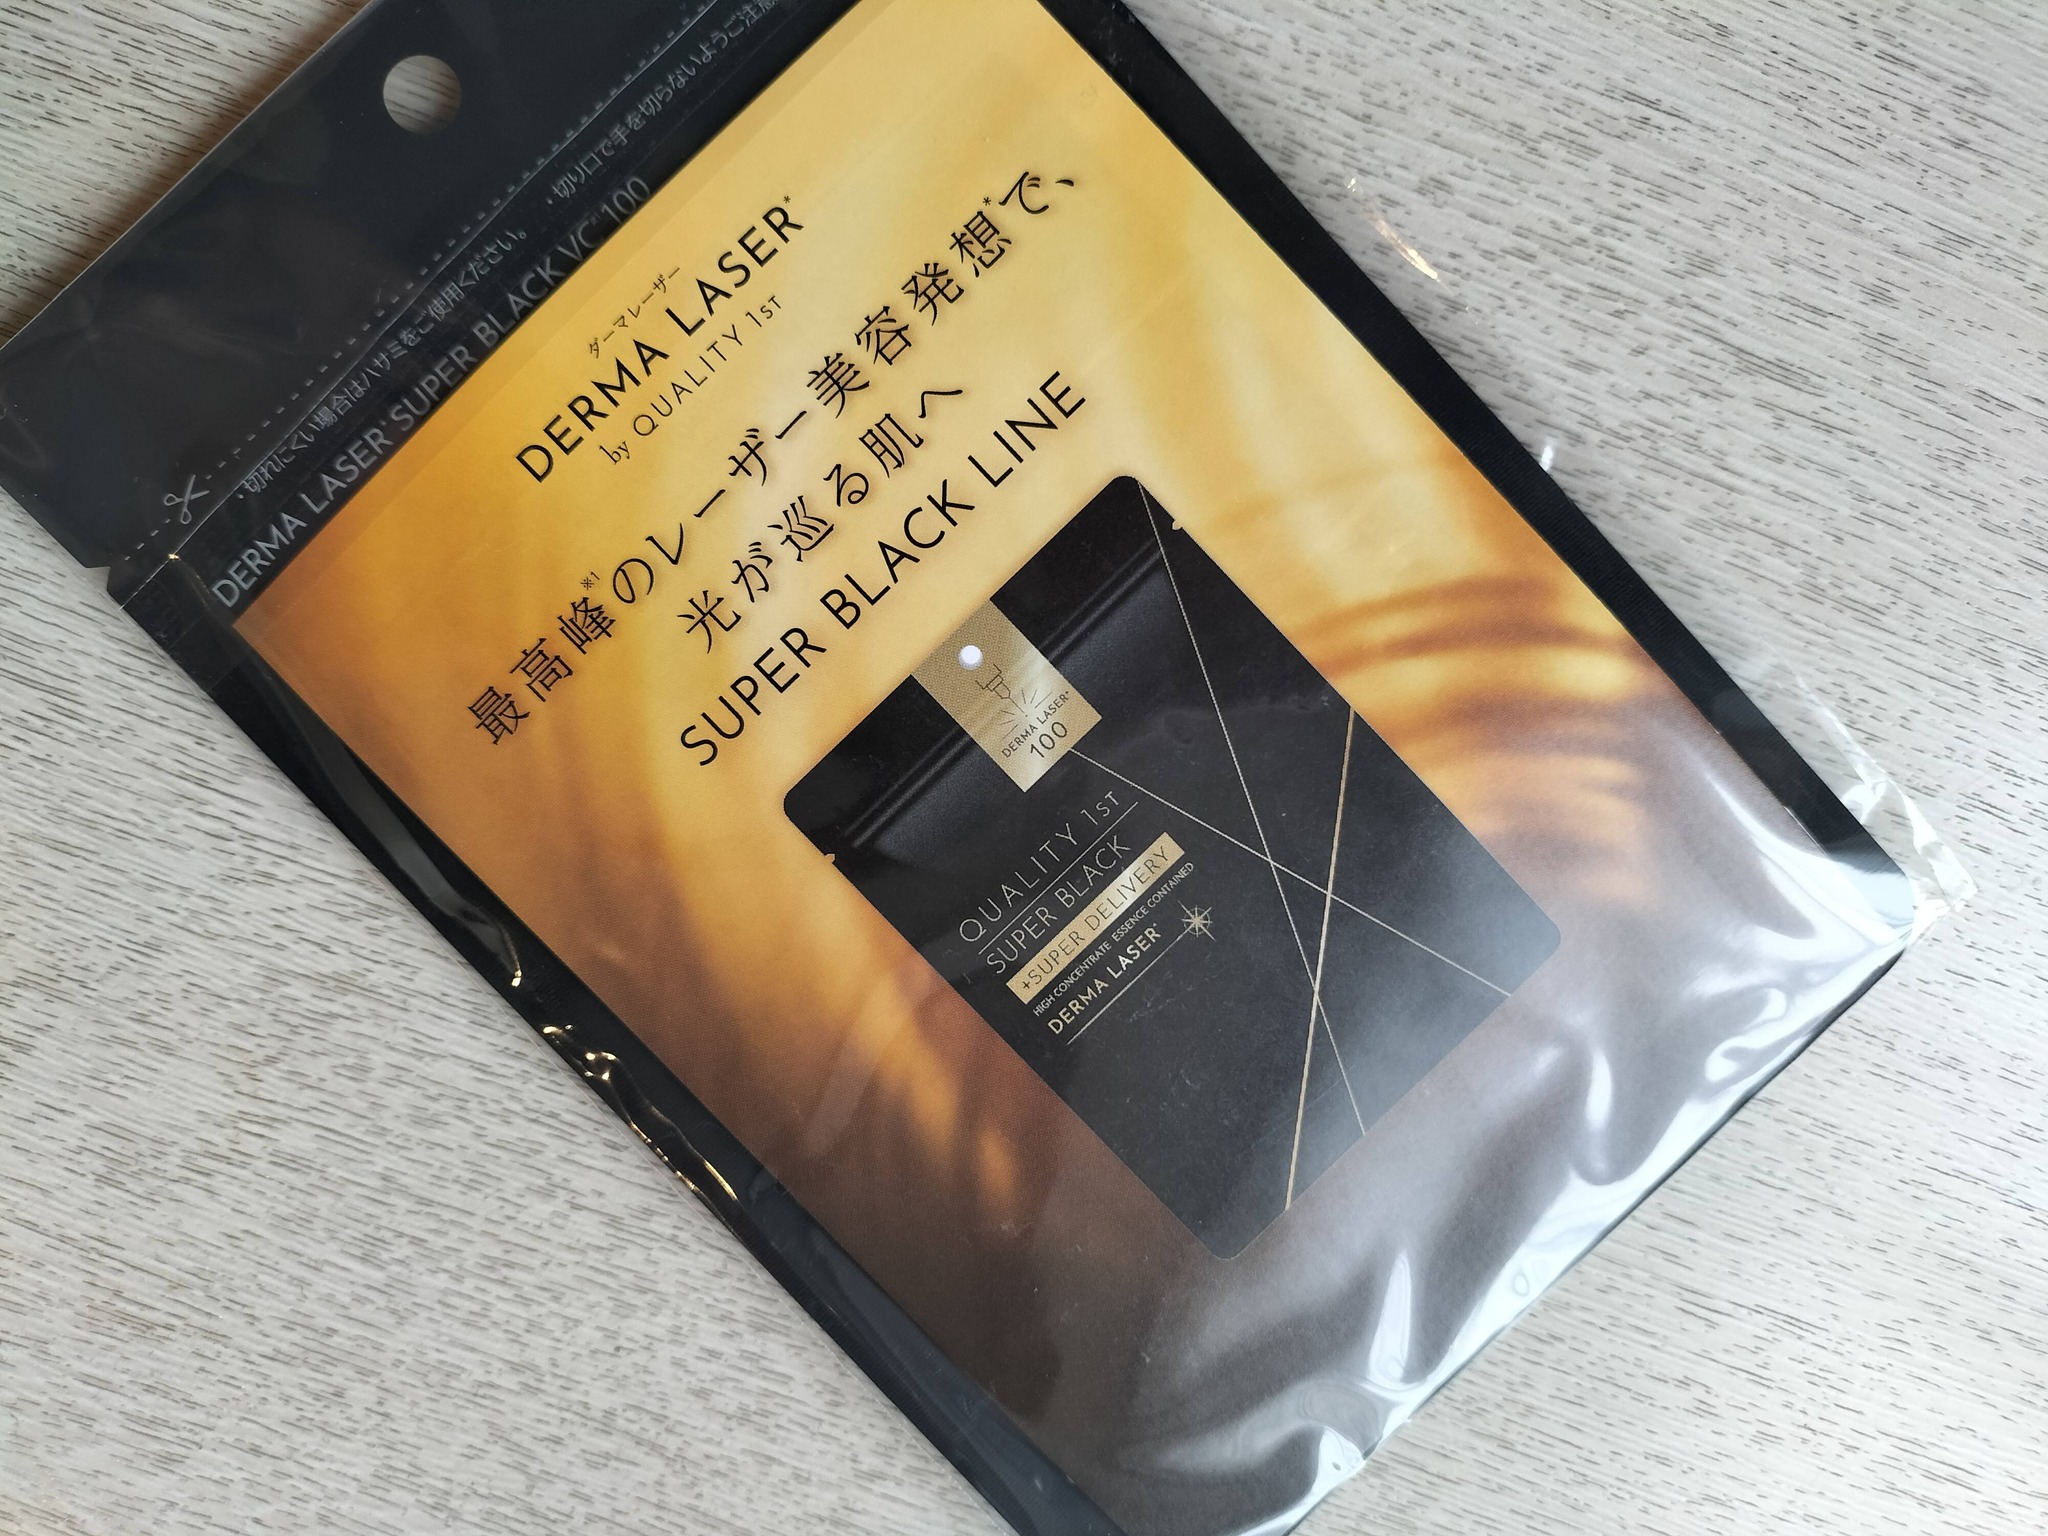 ・切れにくい場合はハサミをご使用ください。 ・切り口で手を切らないようご注意
DERMA LASER* SUPER BLACK VC*100
ダーマレーザー
DERMA LASER*
by QUALITY 1ST
最高峰※1のレーザー美容発想*で、
光が巡る肌へ
SUPER BLACK LINE
DERMA LASER*
100
QUALITY 1ST
SUPER BLACK
+SUPER DELIVERY
HIGH CONCENTRATE ESSENCE CONTAINED
DERMA LASER*